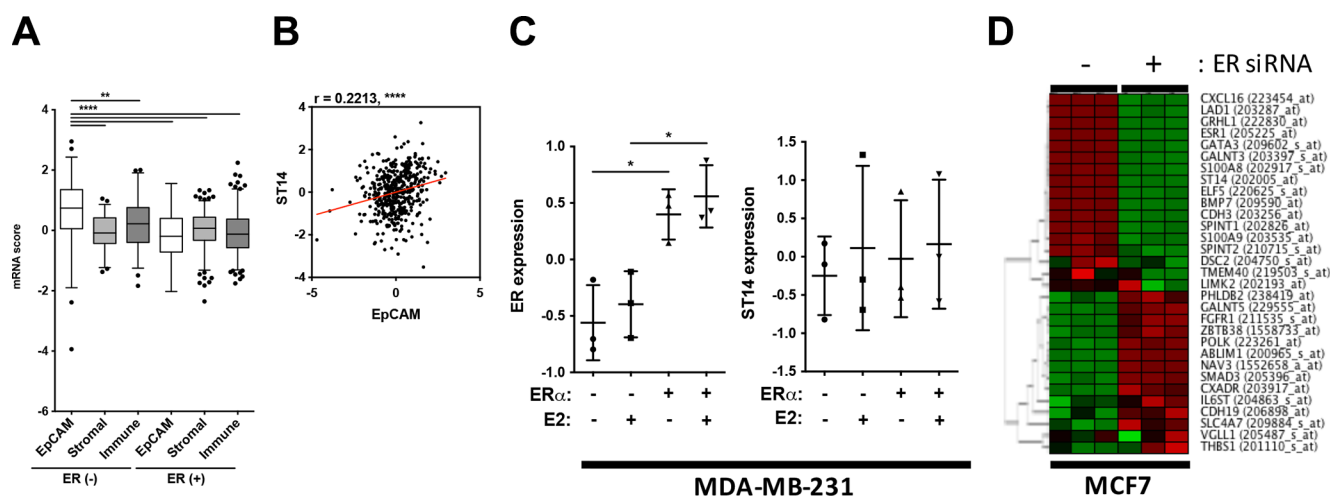 A
mRNA score
6
4
2
0
-2
-4
-6
**
****
EpCAM
Stromal
Immune
EpCAM
Stromal
Immune
ER (-)
ER (+)
B
r = 0.2213, ****
ST14
4
2
0
-2
-4
-5
0
5
EpCAM
C
ER expression
1.0
0.5
0.0
-0.5
-1.0
*
*
ST14 expression
1.5
1.0
0.5
0.0
-0.5
-1.0
-1.5
ERα: - - + +
E2: - + - +
ERα: - - + +
E2: - + - +
MDA-MB-231
D
- + : ER siRNA
CXCL16 (223454_at)
LAD1 (203287_at)
GRHL1 (222830_at)
ESR1 (205225_at)
GATA3 (209602_s_at)
GALNT3 (203397_s_at)
S100A8 (202917_s_at)
ST14 (202005_at)
ELF5 (220625_s_at)
BMP7 (209590_at)
CDH3 (203256_at)
SPINT1 (202826_at)
S100A9 (203535_at)
SPINT2 (210715_s_at)
DSC2 (204750_s_at)
TMEM40 (219503_s_at)
LIMK2 (202193_at)
PHLDB2 (238419_at)
GALNT5 (229555_at)
FGFR1 (211535_s_at)
ZBTB38 (1558733_at)
POLK (223261_at)
ABLIM1 (200965_s_at)
NAV3 (1552658_a_at)
SMAD3 (205396_at)
CXADR (203917_at)
IL6ST (204863_s_at)
CDH19 (206898_at)
SLC4A7 (209884_s_at)
VGLL1 (205487_s_at)
THBS1 (201110_s_at)
MCF7